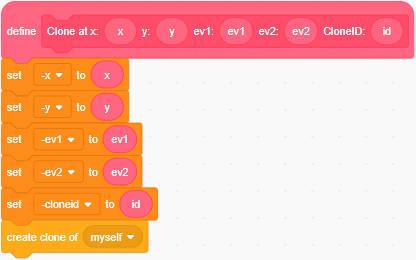 define Clone at x: x y: y ev1: ev1 ev2: ev2 CloneID: id
set -x to x
set -y to y
set -ev1 to ev1
set -ev2 to ev2
set -cloneid to id
create clone of myself